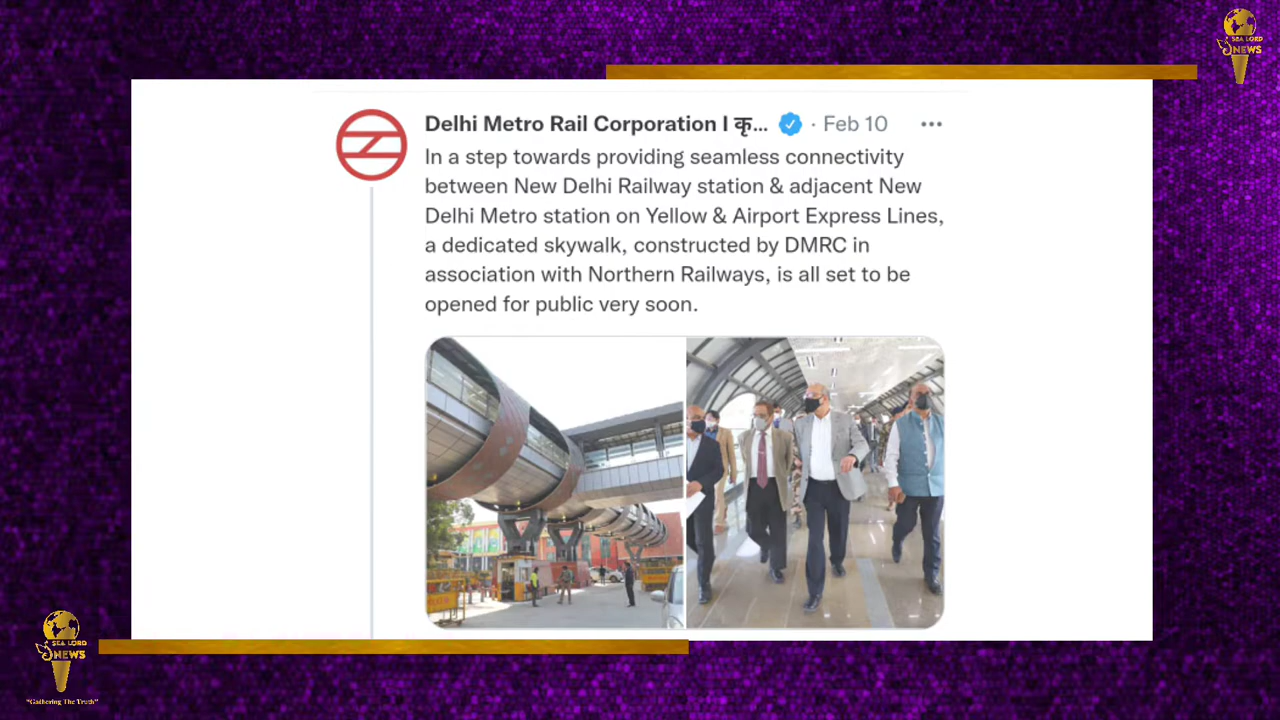 SEA LORD
NEWS
Delhi Metro Rail Corporation I कृ... · Feb 10 ...
In a step towards providing seamless connectivity
between New Delhi Railway station & adjacent New
Delhi Metro station on Yellow & Airport Express Lines,
a dedicated skywalk, constructed by DMRC in
association with Northern Railways, is all set to be
opened for public very soon.
SEA LORD
NEWS
"Gathering The Truth"